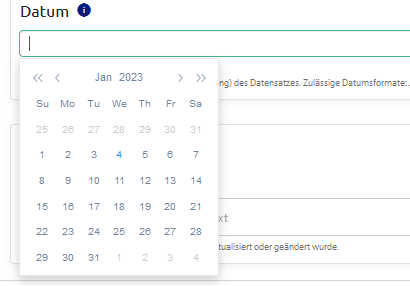 Datum
Jan 2023
ng) des Datensatzes. Zulässige Datumsformate:
Su Mo Tu We Th Fr Sa
25 26 27 28 29 30 31
1 2 3 4 5 6 7
8 9 10 11 12 13 14
15 16 17 18 19 20 21
xt
22 23 24 25 26 27 28
tualisiert oder geändert wurde.
29 30 31 1 2 3 4